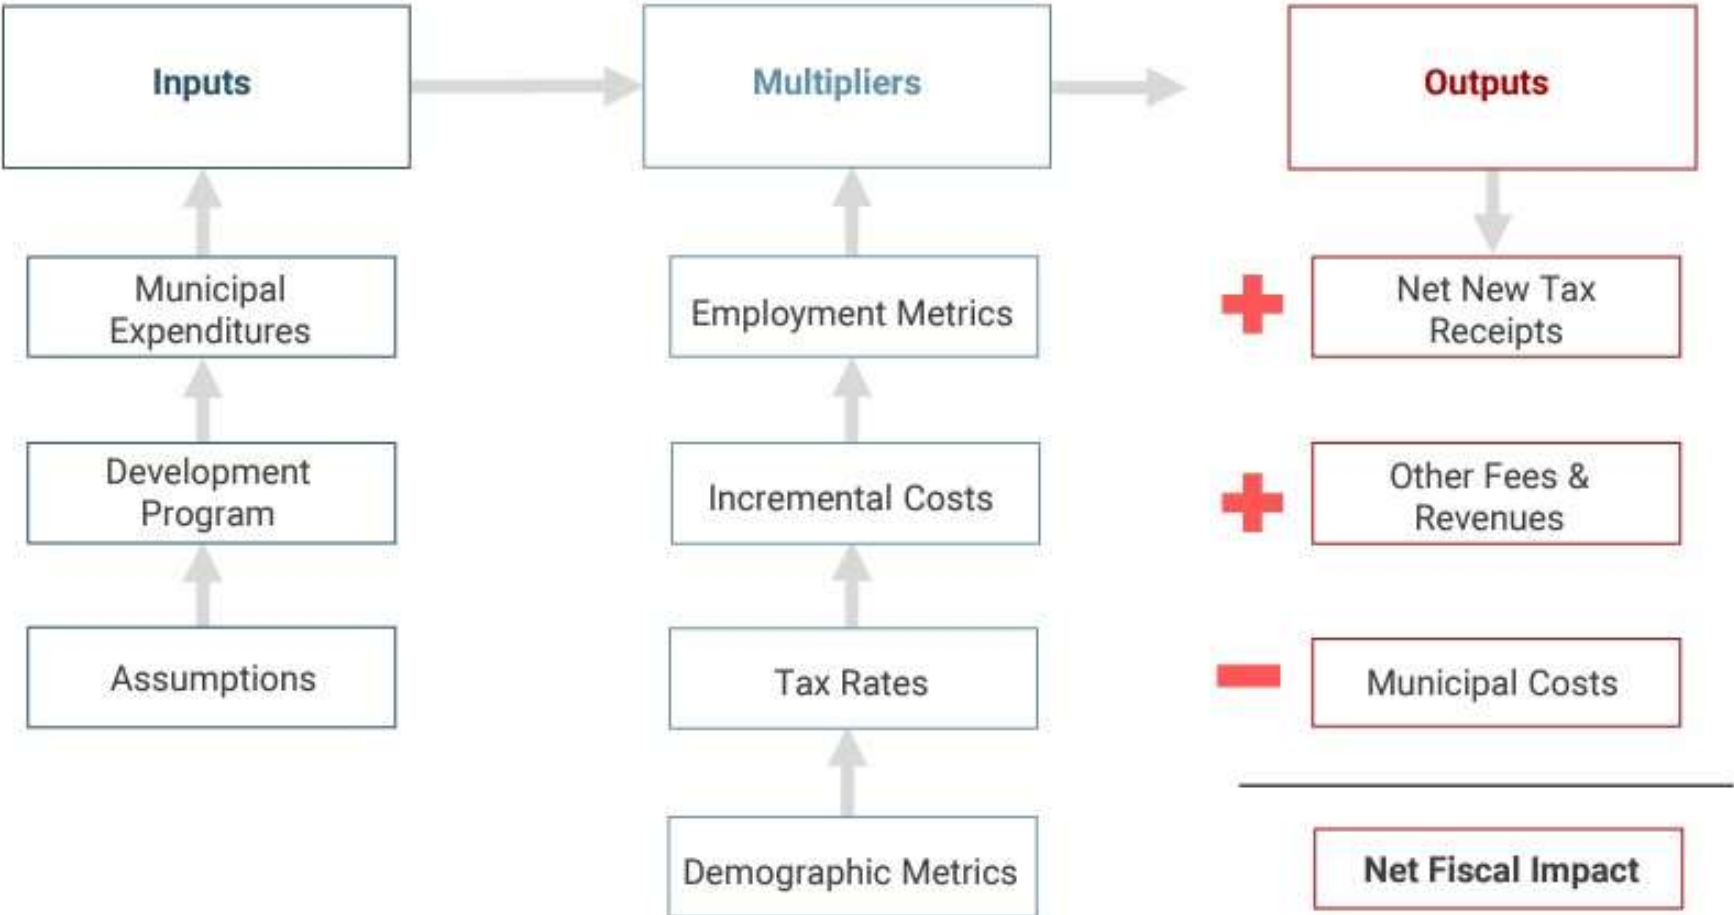 Inputs
Multipliers
Outputs
Municipal
Expenditures
Employment Metrics
Net New Tax
Receipts
Development
Program
Incremental Costs
Other Fees &
Revenues
Assumptions
Tax Rates
Municipal Costs
Demographic Metrics
Net Fiscal Impact